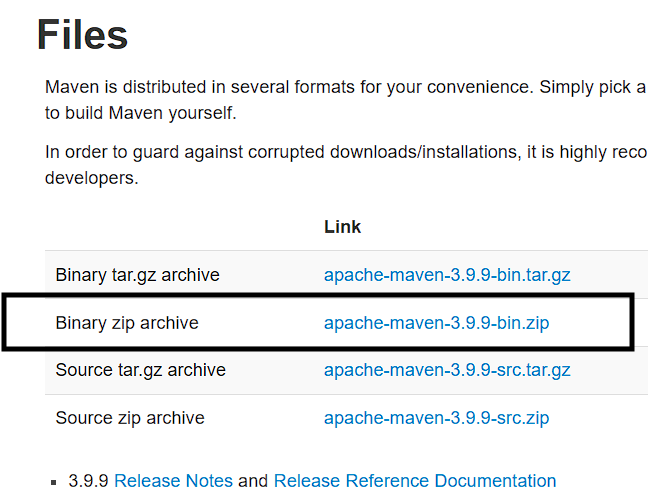 Files
Maven is distributed in several formats for your convenience. Simply pick a
to build Maven yourself.
In order to guard against corrupted downloads/installations, it is highly reco
developers.
Link
Binary tar.gz archive apache-maven-3.9.9-bin.tar.gz
Binary zip archive apache-maven-3.9.9-bin.zip
Source tar.gz archive apache-maven-3.9.9-src.tar.gz
Source zip archive apache-maven-3.9.9-src.zip
▪ 3.9.9 Release Notes and Release Reference Documentation